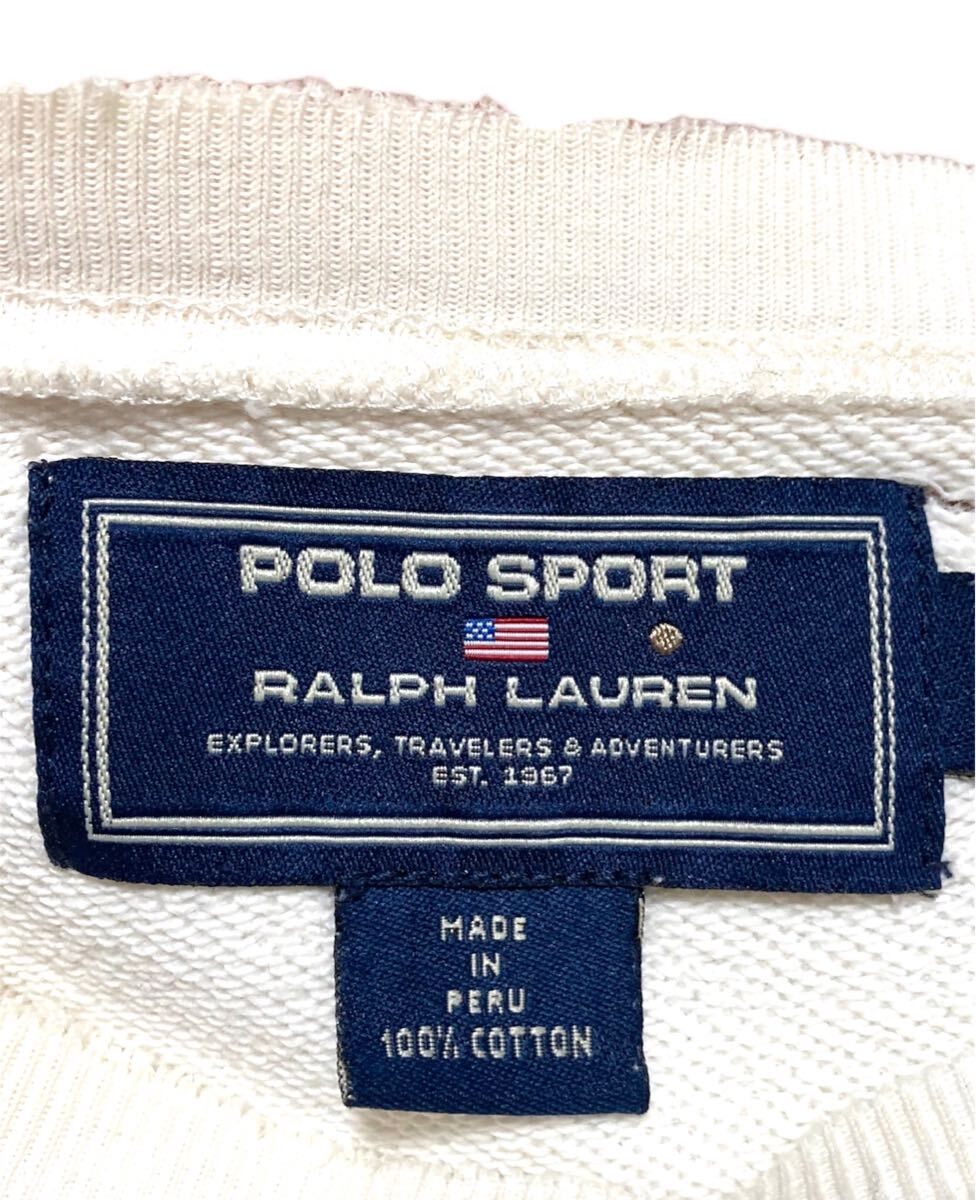 POLO SPORT
RALPH LAUREN
EXPLORERS, TRAVELERS & ADVENTURERS
EST. 1967
MADE
IN
PERU
100% COTTON